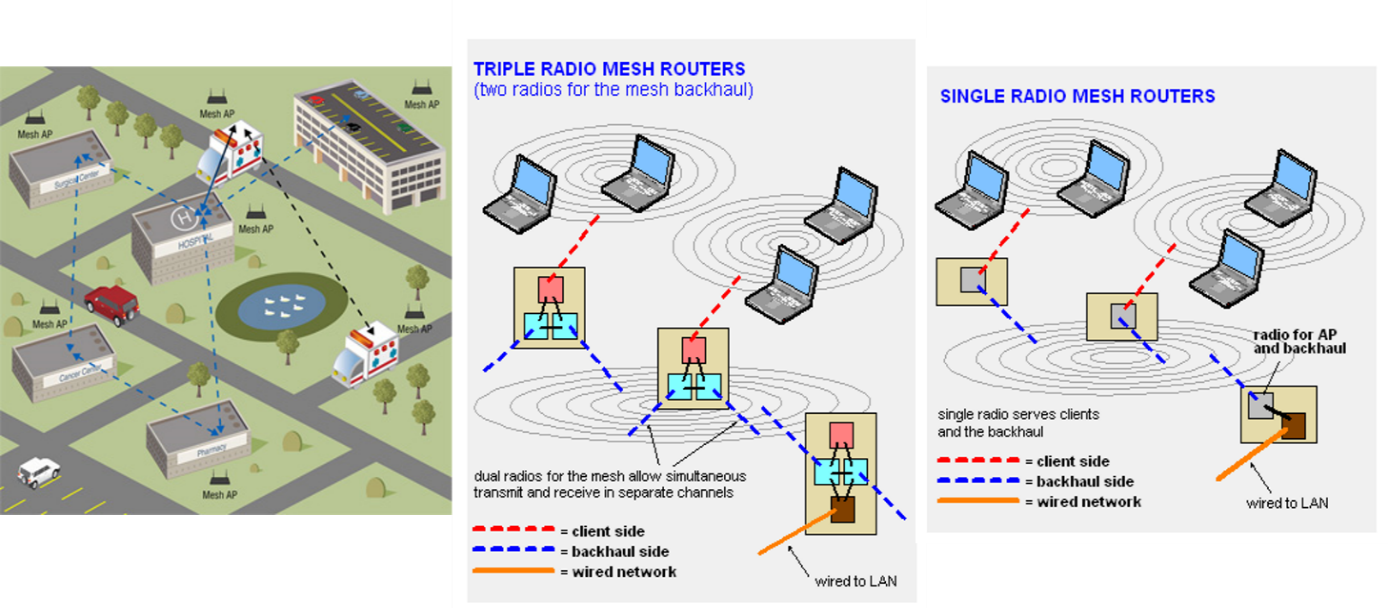 Mesh AP
Mesh AP
Mesh AP
Surgical Center
H
HOSPITAL
Mesh AP
Mesh AP
Mesh AP
Cancer Center
Pharmacy
Mesh AP
TRIPLE RADIO MESH ROUTERS
(two radios for the mesh backhaul)
dual radios for the mesh allow simultaneous
transmit and receive in separate channels
= client side
= backhaul side
= wired network
wired to LAN
SINGLE RADIO MESH ROUTERS
radio for AP
and backhaul
single radio serves clients
and the backhaul
= client side
= backhaul side
= wired network
wired to LAN